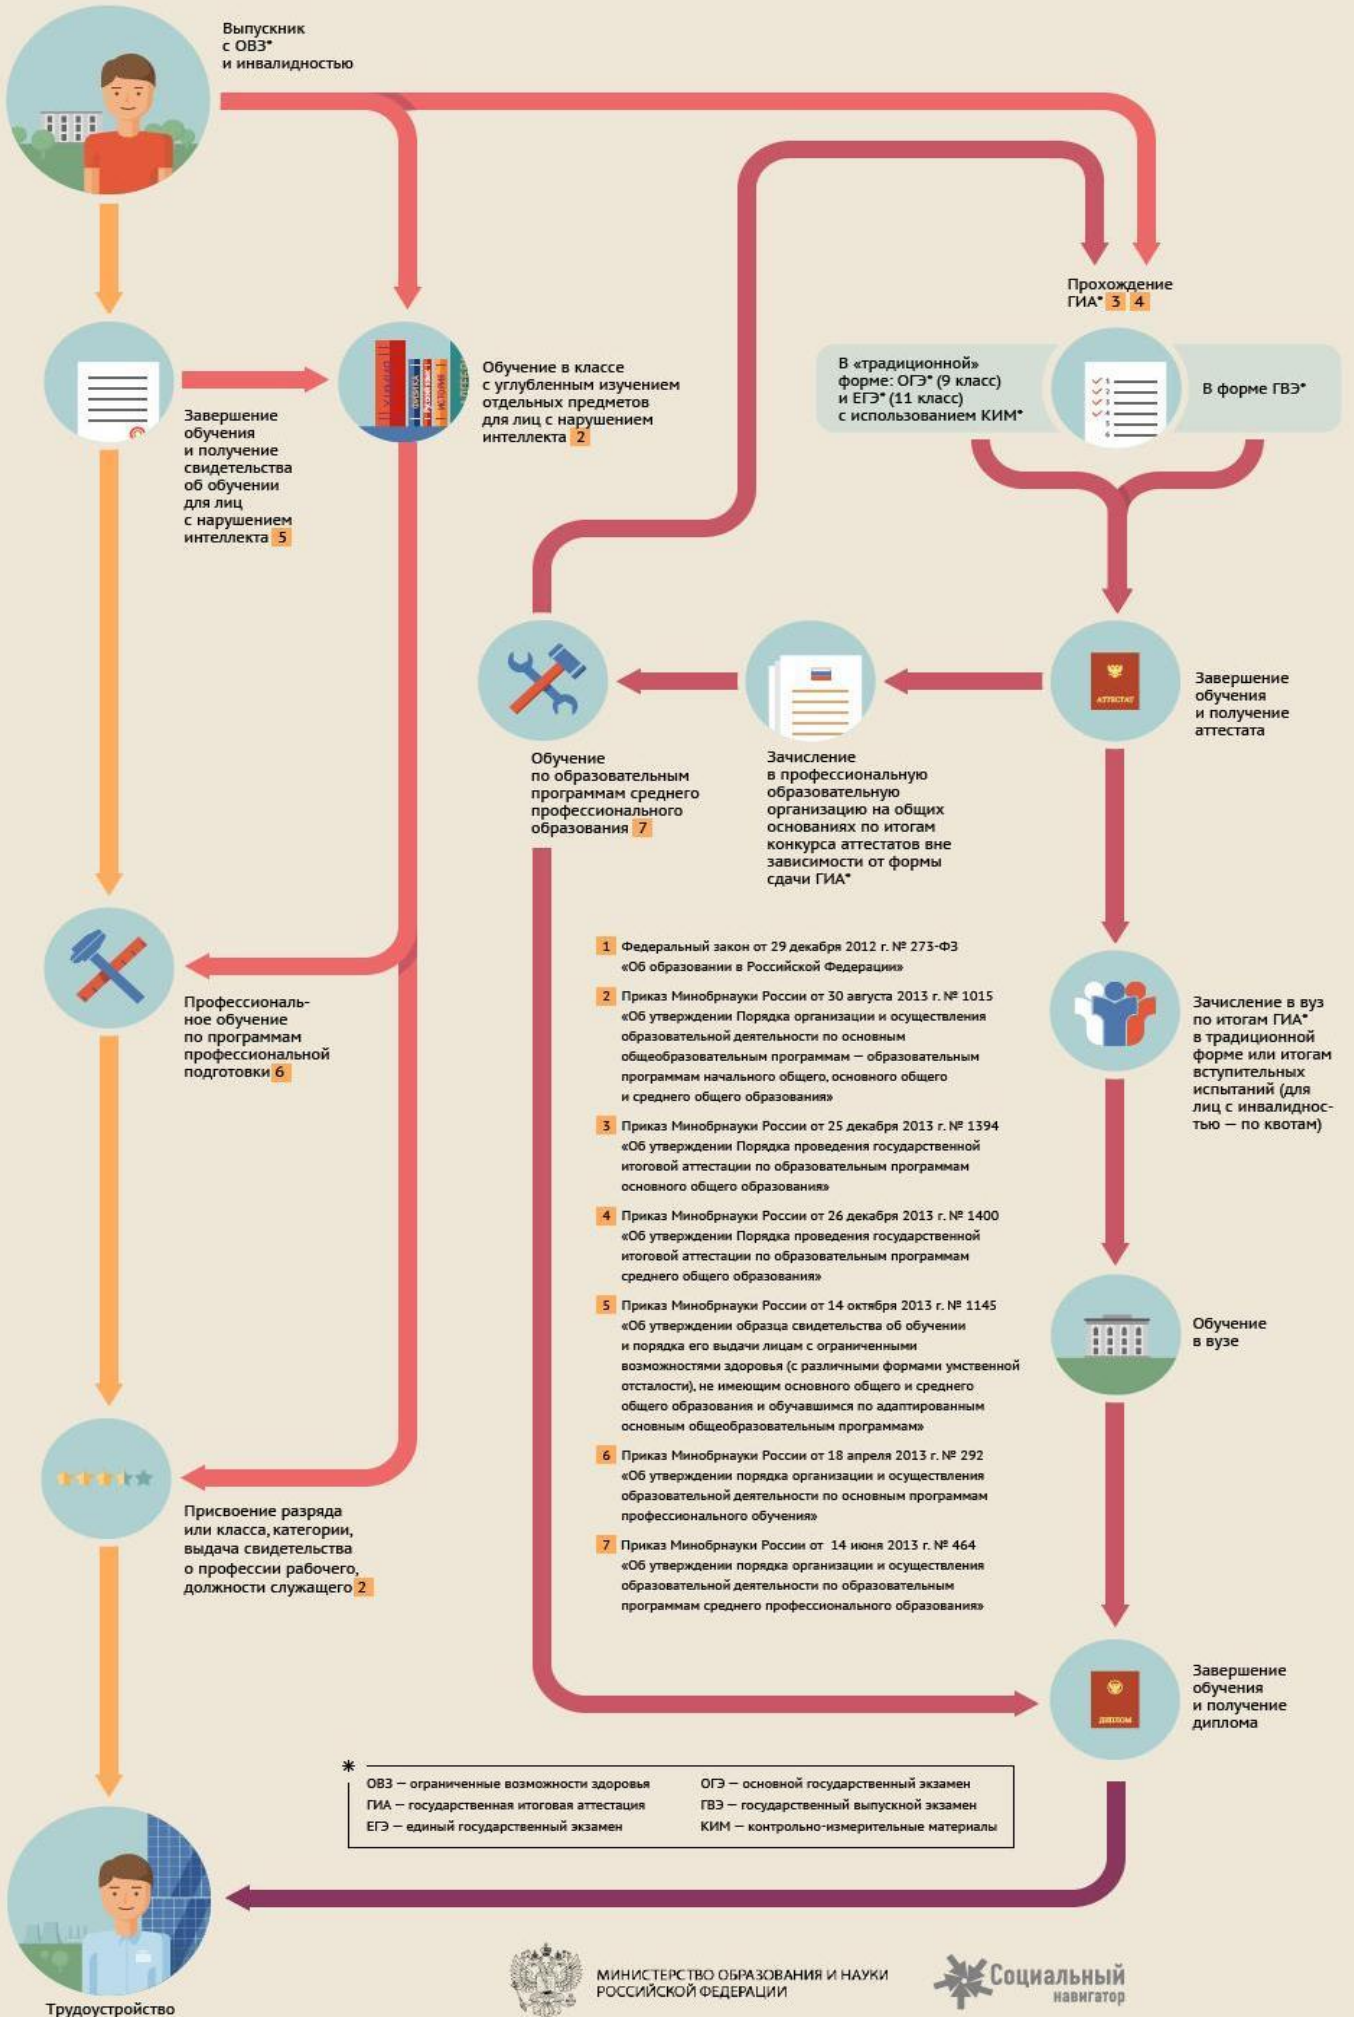 Выпускник
с ОВЗ*
и инвалидностью
Прохождение
ГИА* 3 4
В «традиционной»
форме: ОГЭ* (9 класс)
и ЕГЭ* (11 класс)
с использованием КИМ*
В форме ГВЭ*
Завершение
обучения
и получение
свидетельства
об обучении
для лиц
с нарушением
интеллекта 5
ФИЗИКА
ИСТОРИЯ
Обучение в классе
с углубленным изучением
отдельных предметов
для лиц с нарушением
интеллекта 2
АТТЕСТАТ
Завершение
обучения
и получение
аттестата
Обучение
по образовательным
программам среднего
профессионального
образования 7
Зачисление
в профессиональную
образовательную
организацию на общих
основаниях по итогам
конкурса аттестатов вне
зависимости от формы
сдачи ГИА*
Профессиональ-
ное обучение
по программам
профессиональной
подготовки 6
Зачисление в вуз
по итогам ГИА*
в традиционной
форме или итогам
вступительных
испытаний (для
лиц с инвалиднос-
тью — по квотам)
1 Федеральный закон от 29 декабря 2012 г. № 273-ФЗ
«Об образовании в Российской Федерации»
2 Приказ Минобрнауки России от 30 августа 2013 г. № 1015
«Об утверждении Порядка организации и осуществления
образовательной деятельности по основным
общеобразовательным программам — образовательным
программам начального общего, основного общего
и среднего общего образования»
3 Приказ Минобрнауки России от 25 декабря 2013 г. № 1394
«Об утверждении Порядка проведения государственной
итоговой аттестации по образовательным программам
основного общего образования»
4 Приказ Минобрнауки России от 26 декабря 2013 г. № 1400
«Об утверждении Порядка проведения государственной
итоговой аттестации по образовательным программам
среднего общего образования»
5 Приказ Минобрнауки России от 14 октября 2013 г. № 1145
«Об утверждении образца свидетельства об обучении
и порядка его выдачи лицам с ограниченными
возможностями здоровья (с различными формами умственной
отсталости), не имеющим основного общего и среднего
общего образования и обучавшимся по адаптированным
основным общеобразовательным программам»
6 Приказ Минобрнауки России от 18 апреля 2013 г. № 292
«Об утверждении порядка организации и осуществления
образовательной деятельности по основным программам
профессионального обучения»
7 Приказ Минобрнауки России от 14 июня 2013 г. № 464
«Об утверждении порядка организации и осуществления
образовательной деятельности по образовательным
программам среднего профессионального образования»
Обучение
в вузе
Присвоение разряда
или класса, категории,
выдача свидетельства
о профессии рабочего,
должности служащего 2
ДИПЛОМ
Завершение
обучения
и получение
диплома
*
ОВЗ — ограниченные возможности здоровья
ГИА — государственная итоговая аттестация
ЕГЭ — единый государственный экзамен
ОГЭ — основной государственный экзамен
ГВЭ — государственный выпускной экзамен
КИМ — контрольно-измерительные материалы
Трудоустройство
МИНИСТЕРСТВО ОБРАЗОВАНИЯ И НАУКИ
РОССИЙСКОЙ ФЕДЕРАЦИИ
Социальный
навигатор